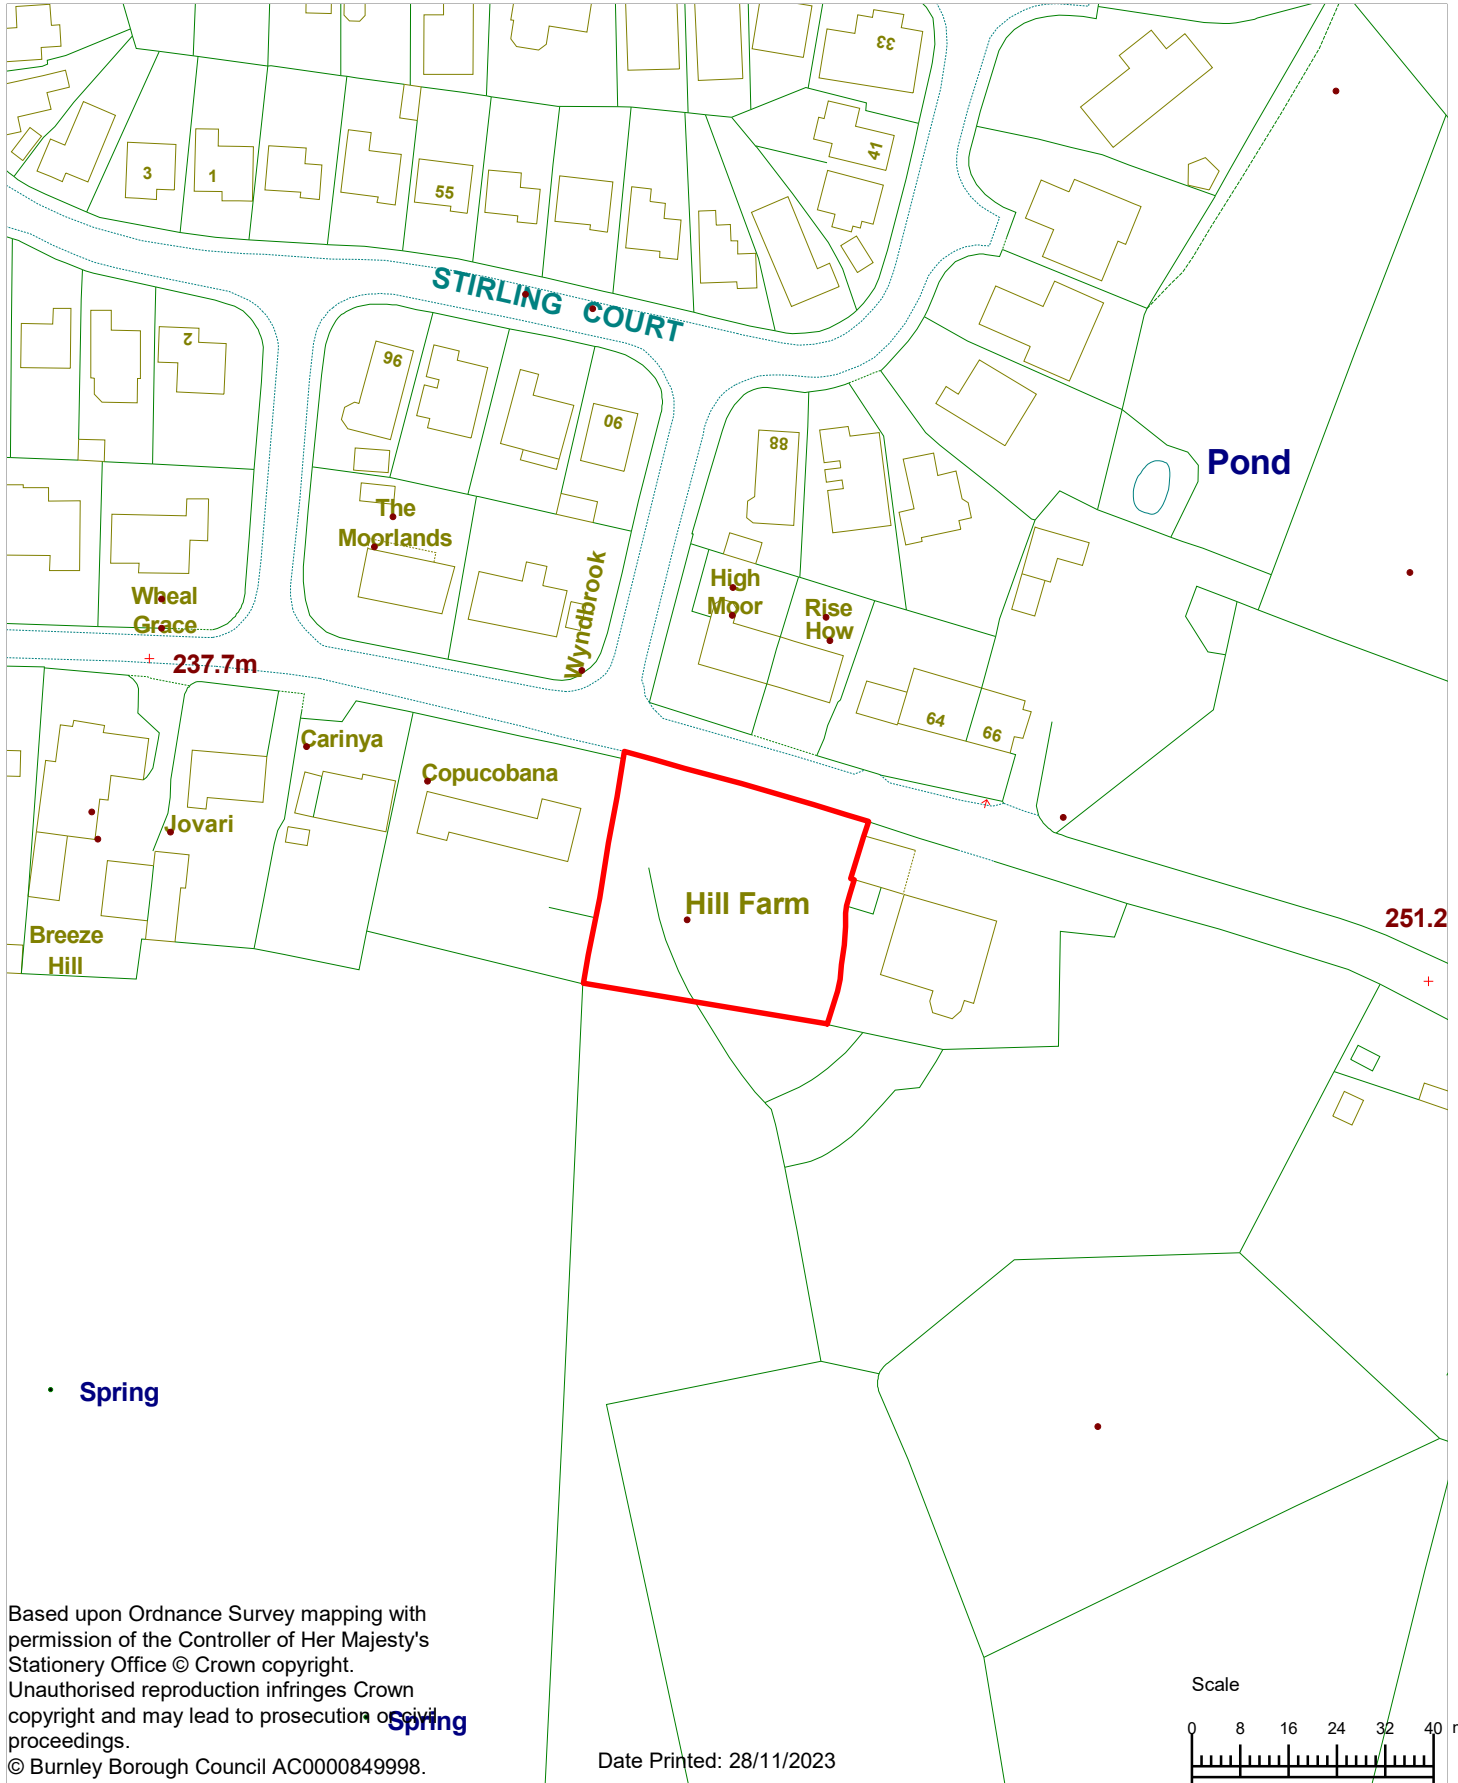 33
41
3
1
55
STIRLING COURT
2
96
90
88
Pond
The
Moorlands
Wyndbrook
High
Moor
Rise
How
Wheal
Grace
237.7m
64
66
Carinya
Copucobana
Jovari
Hill Farm
Breeze
Hill
251.2
Spring
Spring
Based upon Ordnance Survey mapping with
permission of the Controller of Her Majesty's
Stationery Office © Crown copyright.
Unauthorised reproduction infringes Crown
copyright and may lead to prosecution or civil
proceedings.
© Burnley Borough Council AC0000849998.
Date Printed: 28/11/2023
Scale
0 8 16 24 32 40